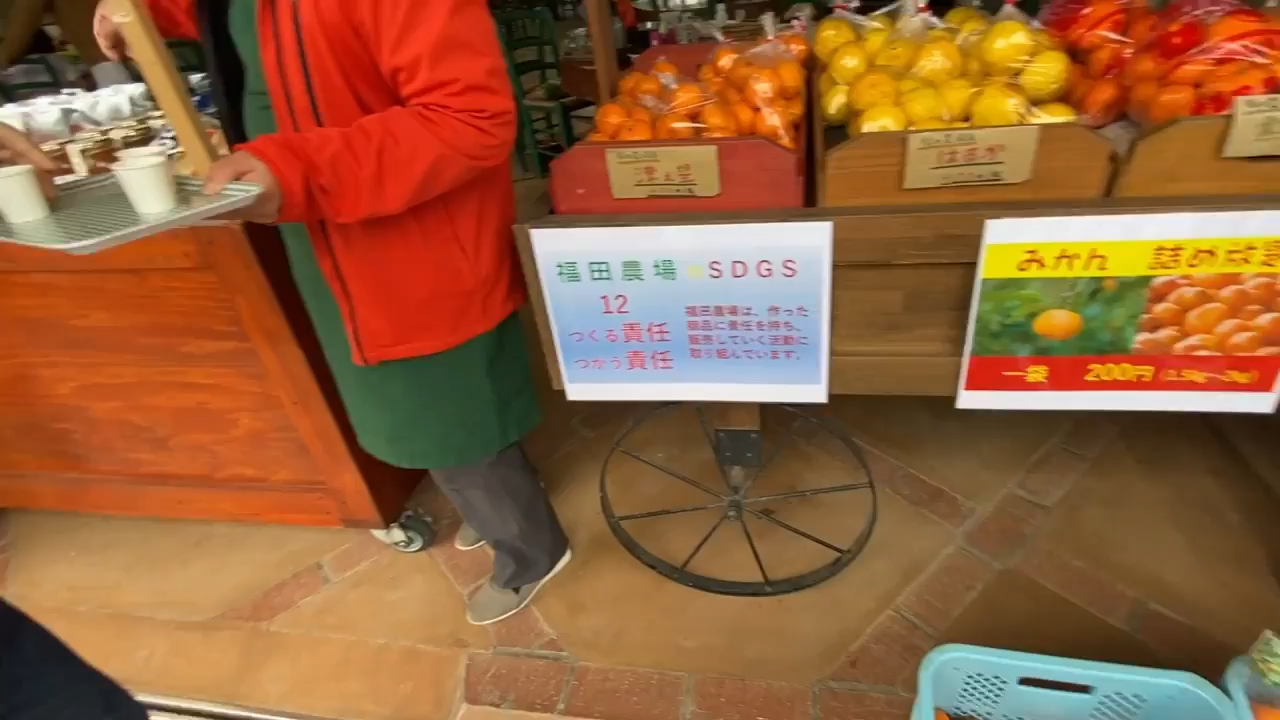 はるか
福田農場 SDGS
12
つくる責任
つかう責任
福田農場は、作った
商品に責任を持ち、
販売していく活動に
取り組んでいます。
みかん 詰め放題
一袋 200円